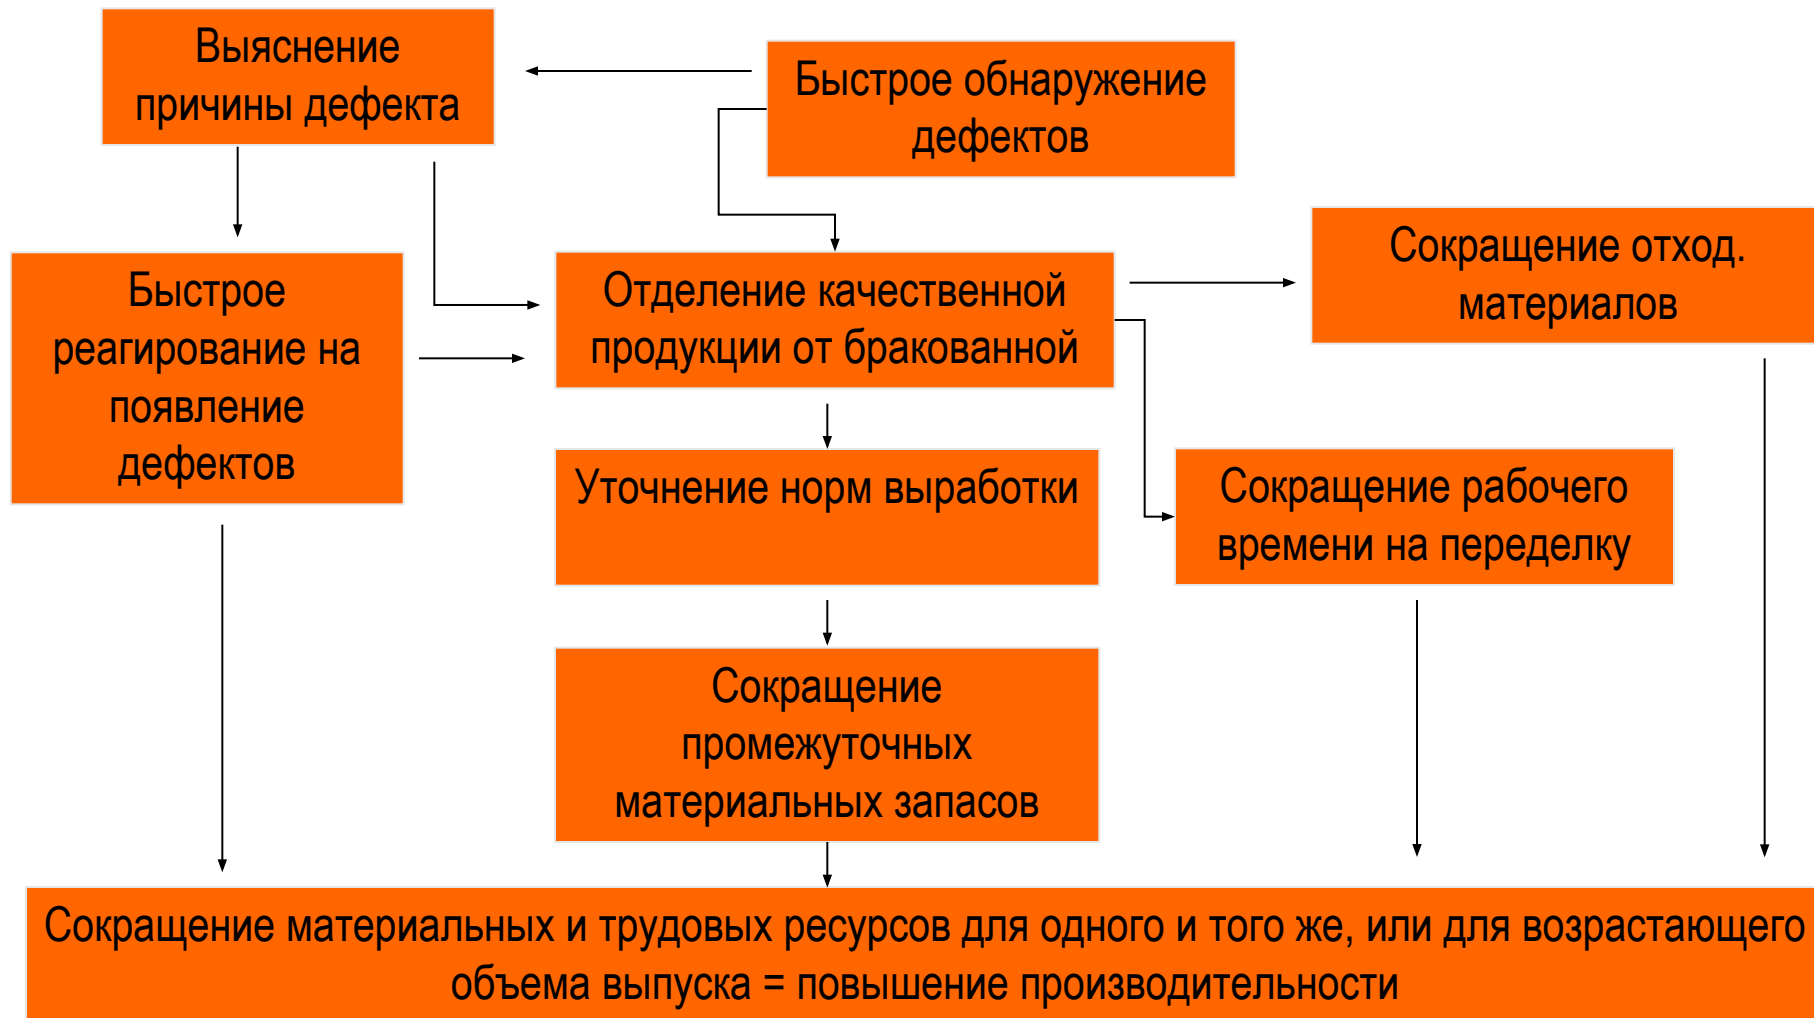 Выяснение
причины дефекта
Быстрое обнаружение
дефектов
Сокращение отход.
материалов
Быстрое
реагирование на
появление
дефектов
Отделение качественной
продукции от бракованной
Уточнение норм выработки
Сокращение рабочего
времени на переделку
Сокращение
промежуточных
материальных запасов
Сокращение материальных и трудовых ресурсов для одного и того же, или для возрастающего
объема выпуска = повышение производительности